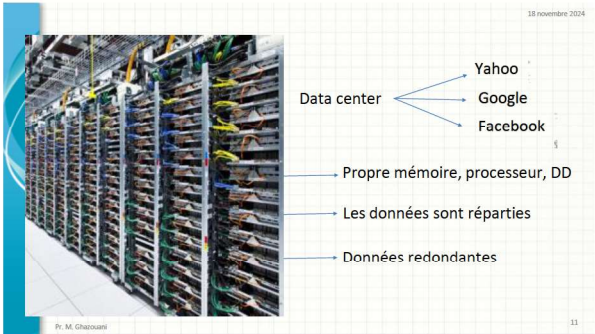 18 novembre 2024
Yahoo
Data center
Google
Facebook
Propre mémoire, processeur, DD
Les données sont réparties
Données redondantes
Pr. M. Ghazouani
11